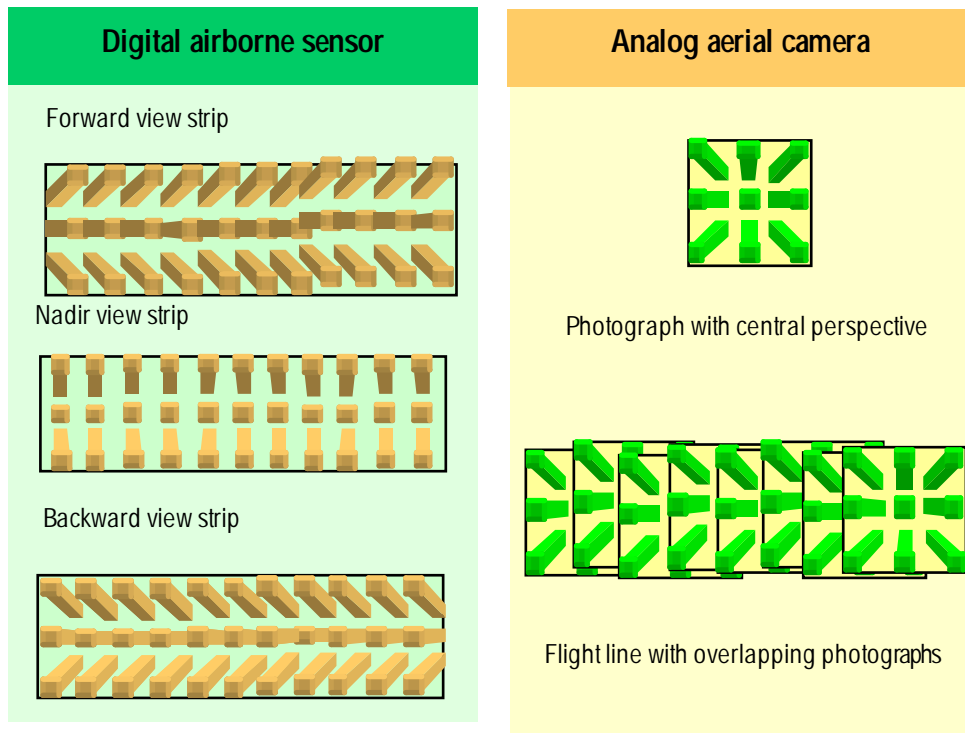 Digital airborne sensor
Forward view strip
Nadir view strip
Backward view strip
Analog aerial camera
Photograph with central perspective
Flight line with overlapping photographs